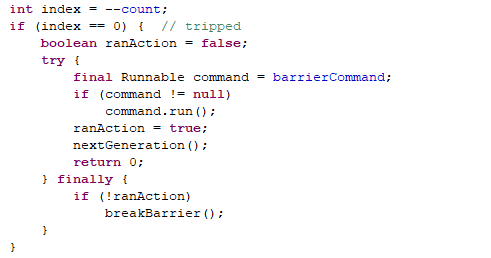 int index = --count;
if (index == 0) {  // tripped
    boolean ranAction = false;
    try {
        final Runnable command = barrierCommand;
        if (command != null)
            command.run();
        ranAction = true;
        nextGeneration();
        return 0;
    } finally {
        if (!ranAction)
            breakBarrier();
    }
}